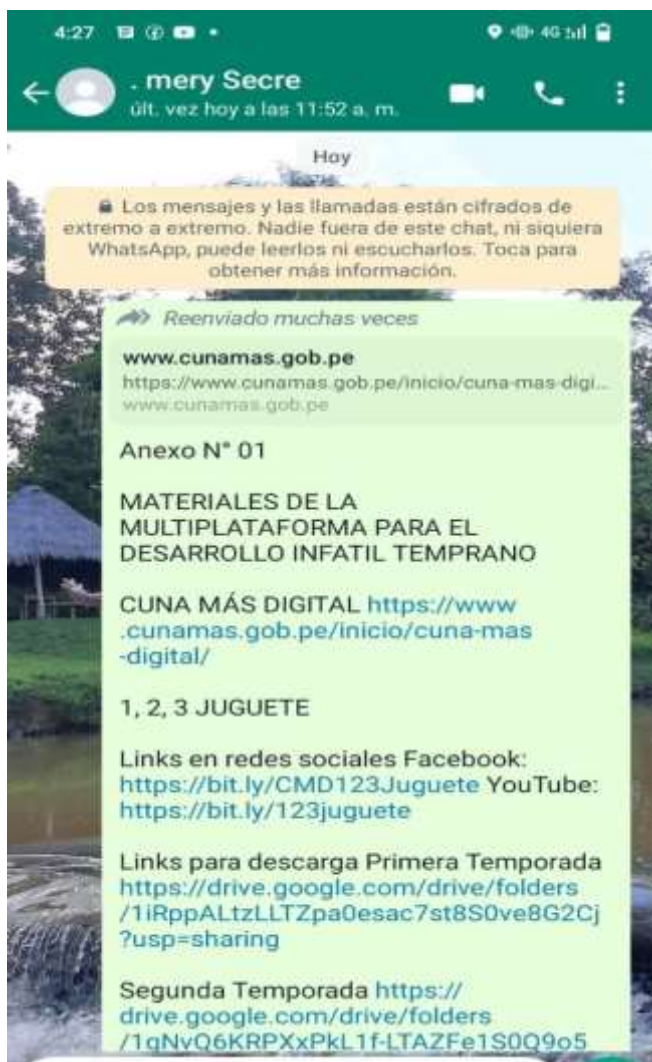 4:27
4G
. mery Secre
últ. vez hoy a las 11:52 a. m.
Hoy
Los mensajes y las llamadas están cifrados de
extremo a extremo. Nadie fuera de este chat, ni siquiera
WhatsApp, puede leerlos ni escucharlos. Toca para
obtener más información.
Reenviado muchas veces
www.cunamas.gob.pe
https://www.cunamas.gob.pe/inicio/cuna-mas-digi...
www.cunamas.gob.pe
Anexo N° 01
MATERIALES DE LA
MULTIPLATAFORMA PARA EL
DESARROLLO INFATIL TEMPRANO
CUNA MÁS DIGITAL https://www
.cunamas.gob.pe/inicio/cuna-mas
-digital/
1, 2, 3 JUGUETE
Links en redes sociales Facebook:
https://bit.ly/CMD123Juguete YouTube:
https://bit.ly/123juguete
Links para descarga Primera Temporada
https://drive.google.com/drive/folders
/1iRppALtzLLTZpa0esac7st8S0ve8G2Cj
?usp=sharing
Segunda Temporada https://
drive.google.com/drive/folders
/1qNvQ6KRPXxPkL1f-LTAZFe1S0Q9o5